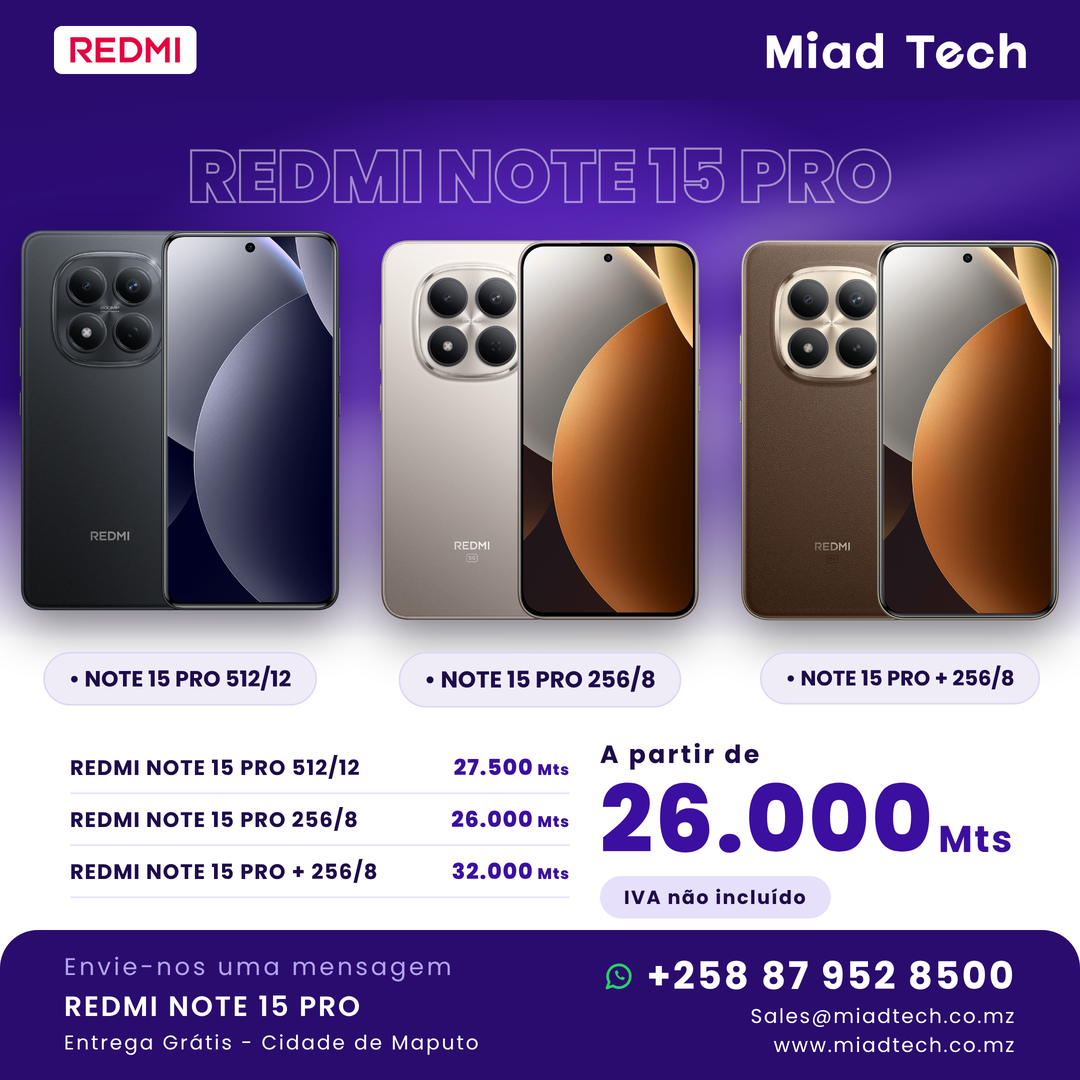 REDMI
Miad Tech
REDMI NOTE 15 PRO
REDMI
REDMI
5G
REDMI
• NOTE 15 PRO 512/12
• NOTE 15 PRO 256/8
• NOTE 15 PRO + 256/8
REDMI NOTE 15 PRO 512/12 27.500 Mts
REDMI NOTE 15 PRO 256/8 26.000 Mts
REDMI NOTE 15 PRO + 256/8 32.000 Mts
A partir de
26.000 Mts
IVA não incluído
Envie-nos uma mensagem
REDMI NOTE 15 PRO
Entrega Grátis - Cidade de Maputo
+258 87 952 8500
Sales@miadtech.co.mz
www.miadtech.co.mz